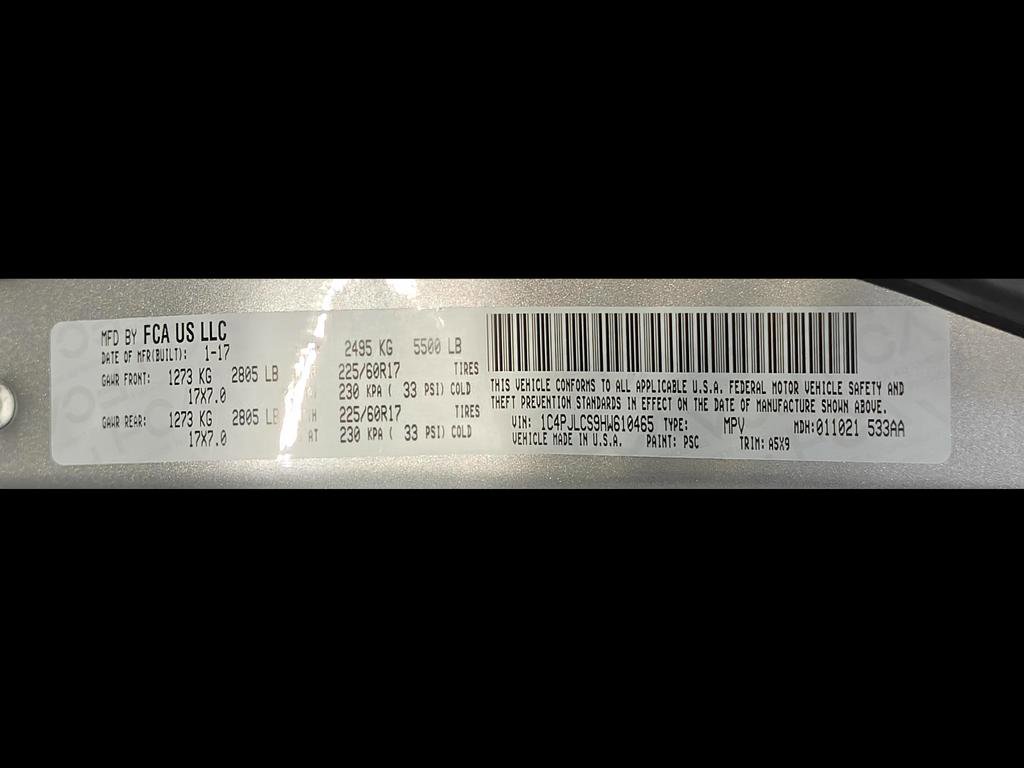 MFD BY FCA US LLC
DATE OF MFR(BUILT): 1-17
2495 KG 5500 LB
GAWR FRONT: 1273 KG 2805 LB
225/60R17 TIRES
17X7.0
230 KPA ( 33 PSI) COLD
GAWR REAR: 1273 KG 2805 LB
225/60R17 TIRES
17X7.0
AT 230 KPA ( 33 PSI) COLD
THIS VEHICLE CONFORMS TO ALL APPLICABLE U.S.A. FEDERAL MOTOR VEHICLE SAFETY AND
THEFT PREVENTION STANDARDS IN EFFECT ON THE DATE OF MANUFACTURE SHOWN ABOVE.
VIN: 1C4PJLCS9HW610465 TYPE: MPV MDH:011021 533AA
VEHICLE MADE IN U.S.A. PAINT: PSC TRIM: A5X9